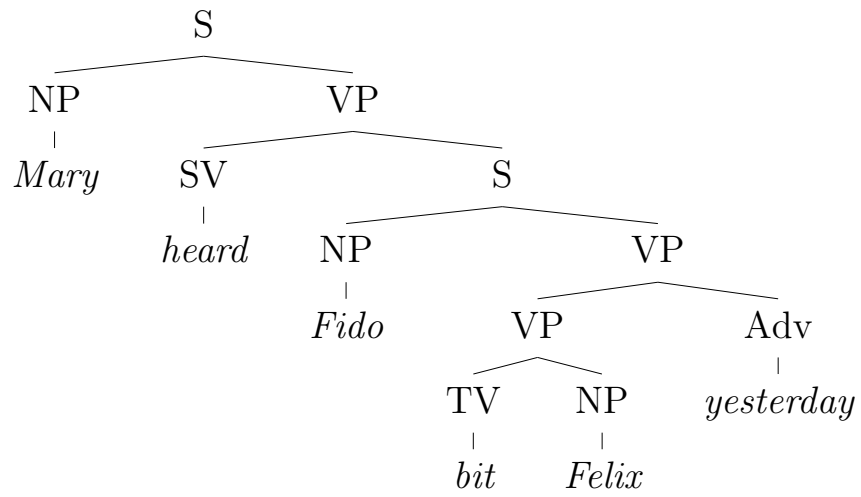 S
NP VP
Mary SV S
heard NP VP
Fido VP Adv
TV NP yesterday
bit Felix